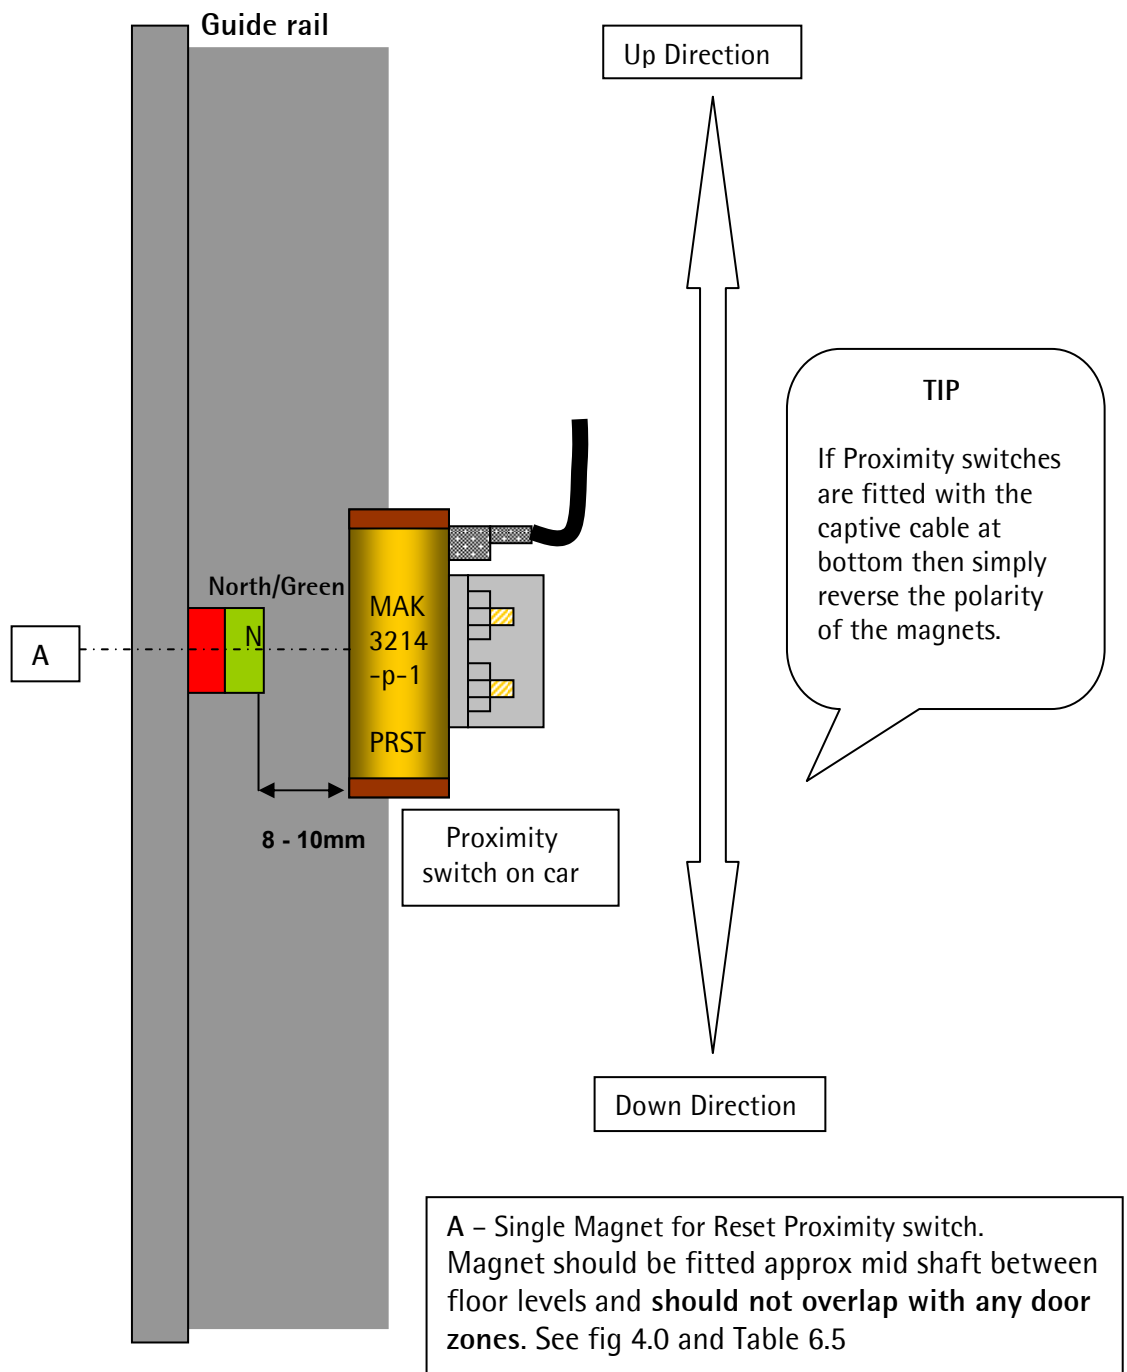 Guide rail
Up Direction
TIP
If Proximity switches
are fitted with the
captive cable at
bottom then simply
reverse the polarity
of the magnets.
North/Green
N
A
MAK
3214
-p-1
PRST
8 - 10mm
Proximity
switch on car
Down Direction
A – Single Magnet for Reset Proximity switch.
Magnet should be fitted approx mid shaft between
floor levels and should not overlap with any door
zones. See fig 4.0 and Table 6.5